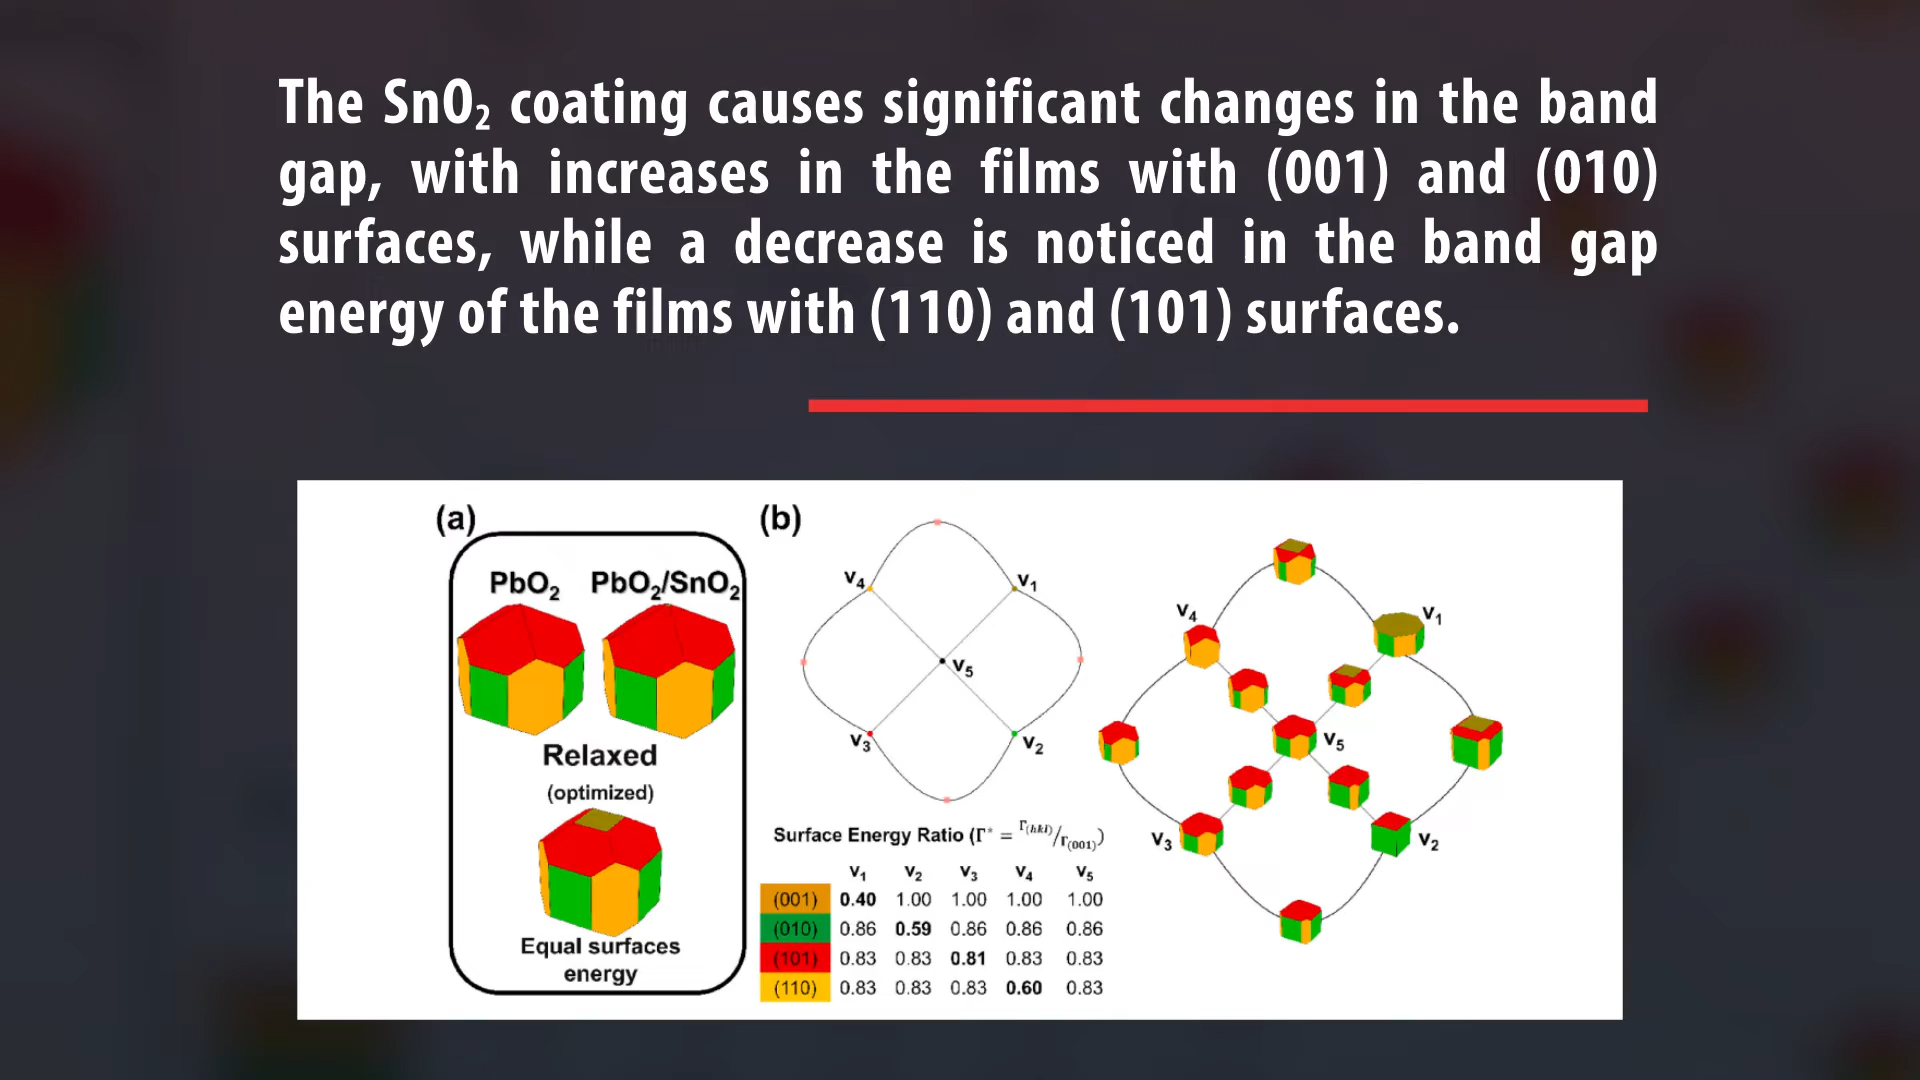 The SnO₂ coating causes significant changes in the band
gap, with increases in the films with (001) and (010)
surfaces, while a decrease is noticed in the band gap
energy of the films with (110) and (101) surfaces.
(a)
PbO₂ PbO₂/SnO₂
Relaxed
(optimized)
Equal surfaces
energy
(b)
v₄ v₁
v₅
v₃ v₂
Surface Energy Ratio (Γ* = Γ(hkl)/Γ(001))
v₁ v₂ v₃ v₄ v₅
(001) 0.40 1.00 1.00 1.00 1.00
(010) 0.86 0.59 0.86 0.86 0.86
(101) 0.83 0.83 0.81 0.83 0.83
(110) 0.83 0.83 0.83 0.60 0.83
v₄ v₁
v₅
v₃ v₂